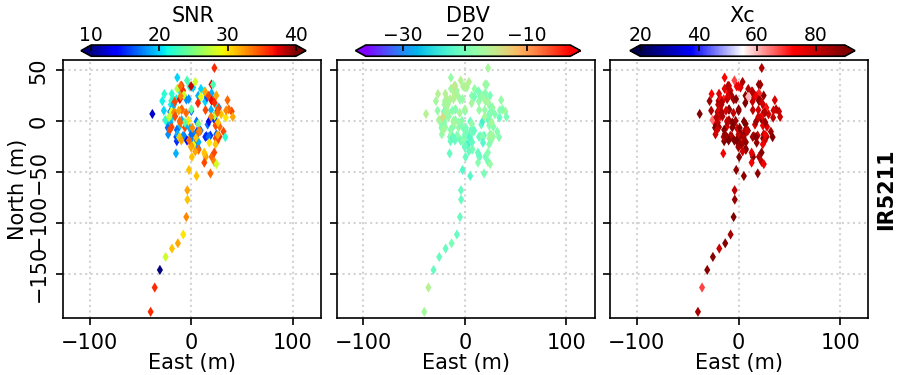 SNR DBV Xc
10 20 30 40 −30 −20 −10 20 40 60 80
North (m)
50
0
−50
−100
−150
IR5211
−100 0 100 −100 0 100 −100 0 100
East (m) East (m) East (m)